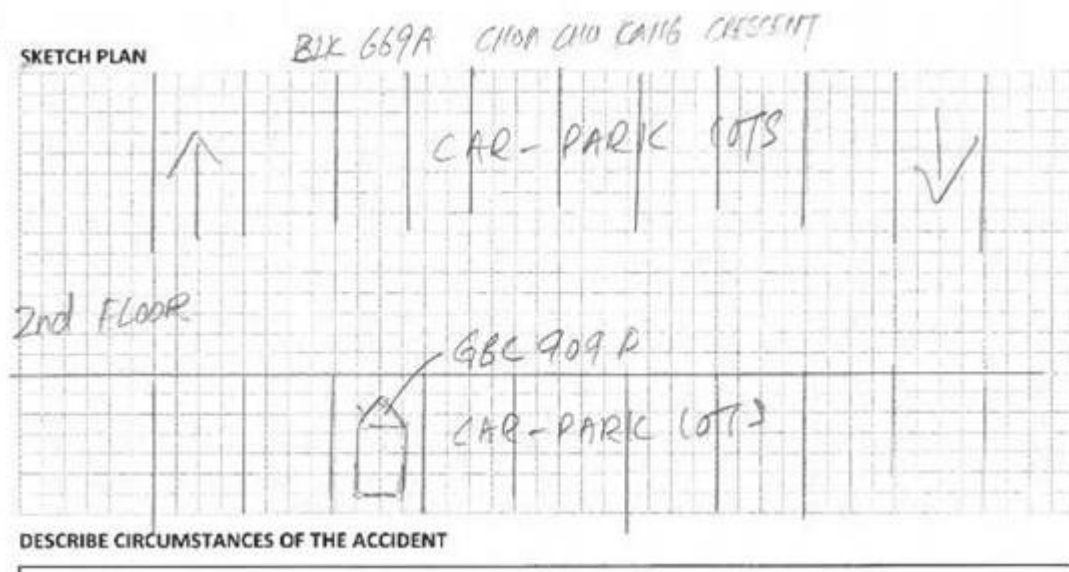 BLK 669A CHOA CHU KANG CRESCENT
SKETCH PLAN
CAR-PARK LOTS
2nd FLOOR
GBC 909 R
CAR-PARK LOTS
DESCRIBE CIRCUMSTANCES OF THE ACCIDENT